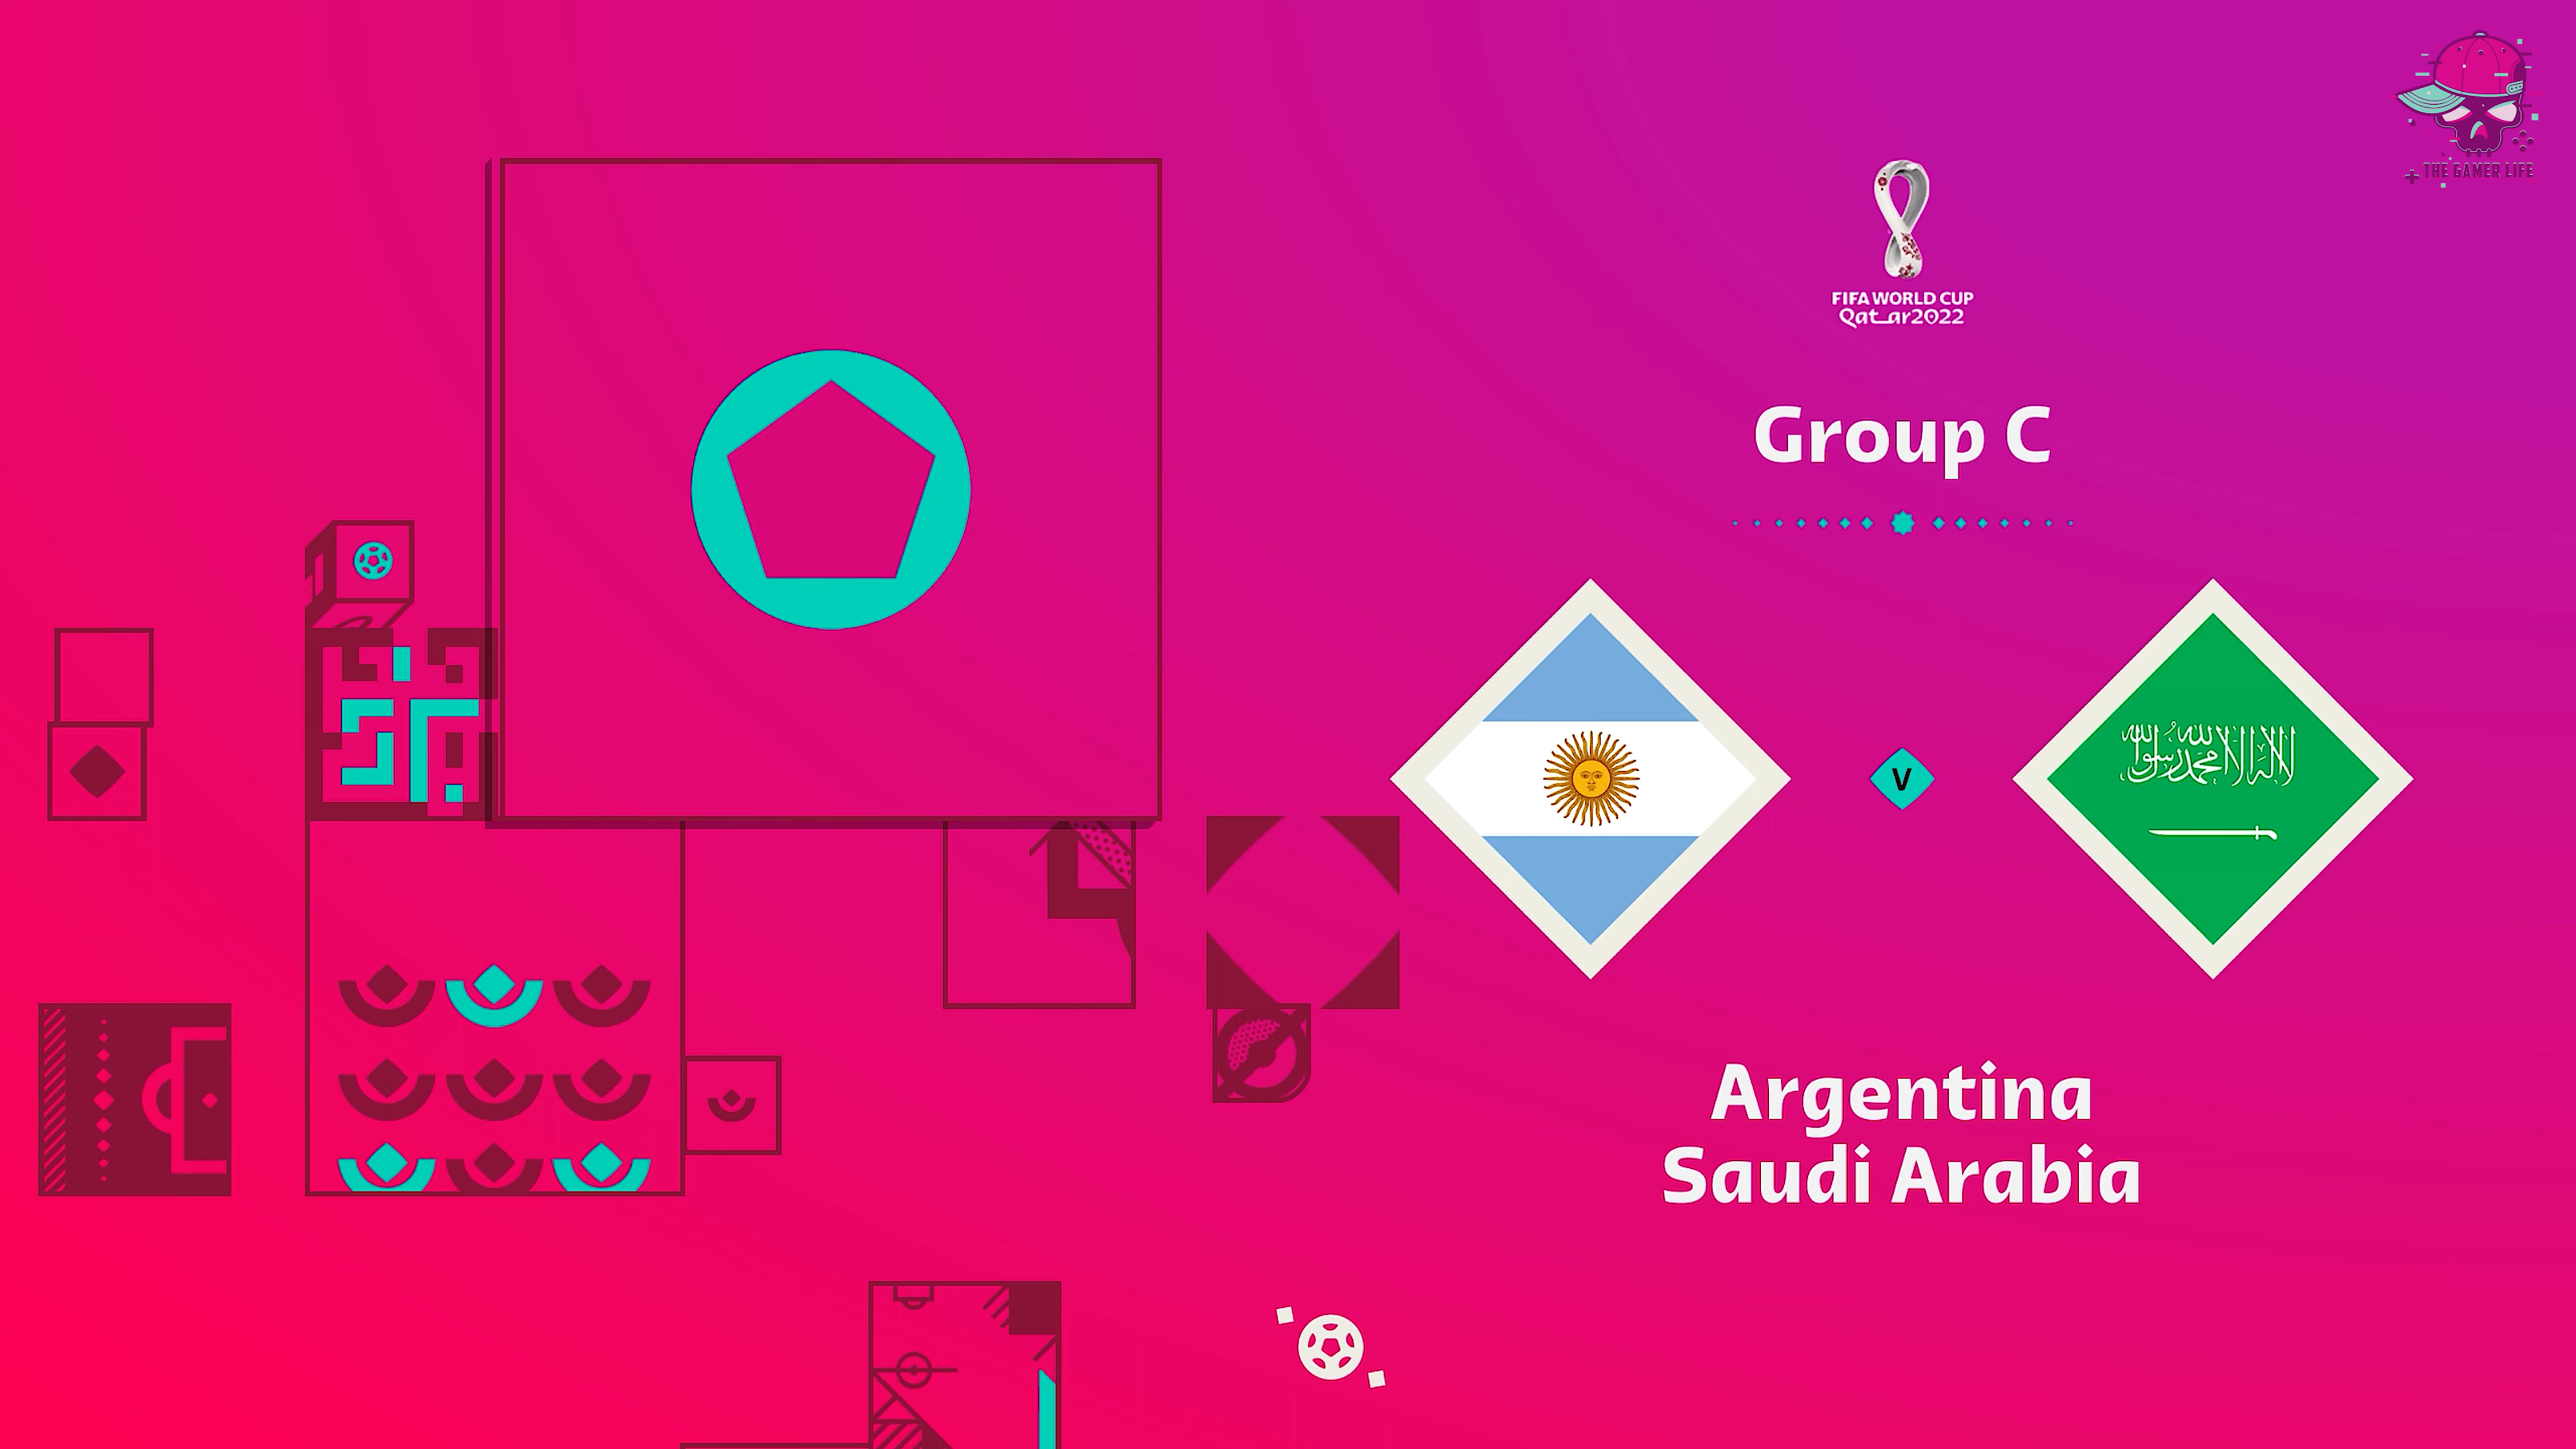 THE GAMER LIFE
FIFA WORLD CUP
Qatar2022
Group C
لا إله إلا الله محمد رسول الله
V
Argentina
Saudi Arabia